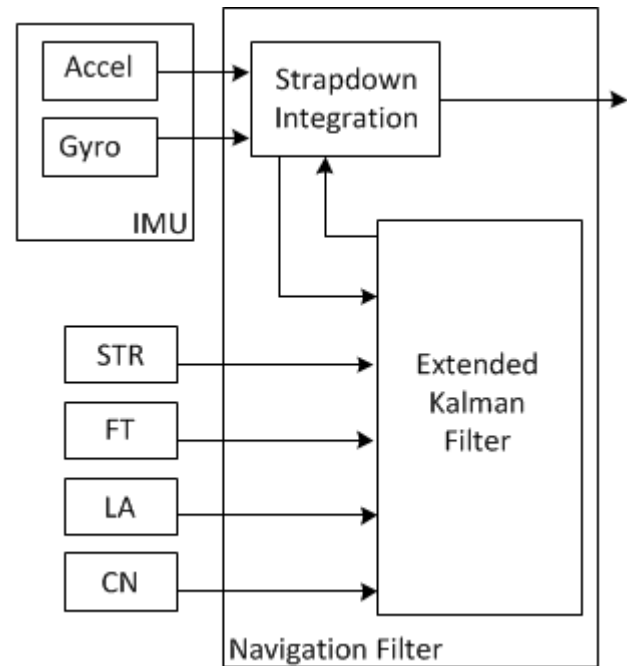 Accel
Gyro
IMU
Strapdown
Integration
STR
FT
LA
CN
Extended
Kalman
Filter
Navigation Filter